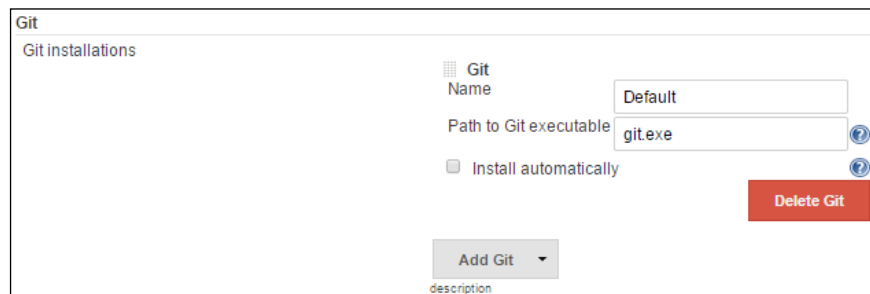 Git
Git installations
Git
Name
Default
Path to Git executable
git.exe
Install automatically
Delete Git
Add Git
description